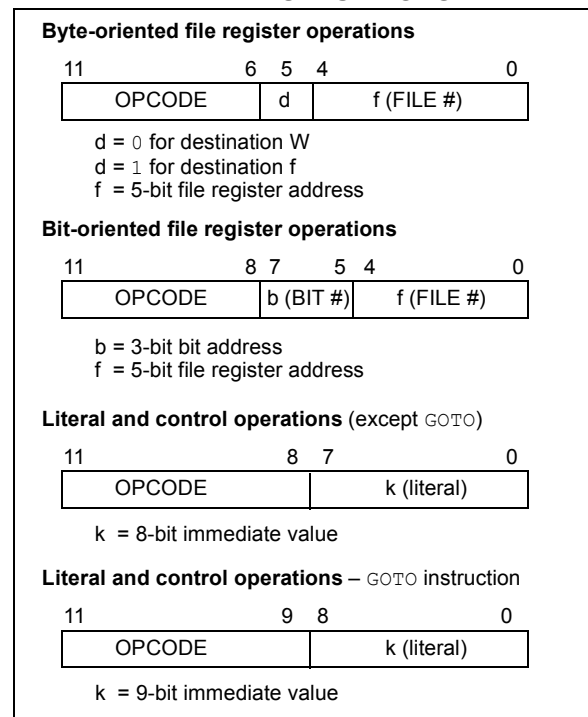 Byte-oriented file register operations
11 6 5 4 0
OPCODE d f (FILE #)
d = 0 for destination W
d = 1 for destination f
f = 5-bit file register address
Bit-oriented file register operations
11 8 7 5 4 0
OPCODE b (BIT #) f (FILE #)
b = 3-bit bit address
f = 5-bit file register address
Literal and control operations (except GOTO)
11 8 7 0
OPCODE k (literal)
k = 8-bit immediate value
Literal and control operations – GOTO instruction
11 9 8 0
OPCODE k (literal)
k = 9-bit immediate value